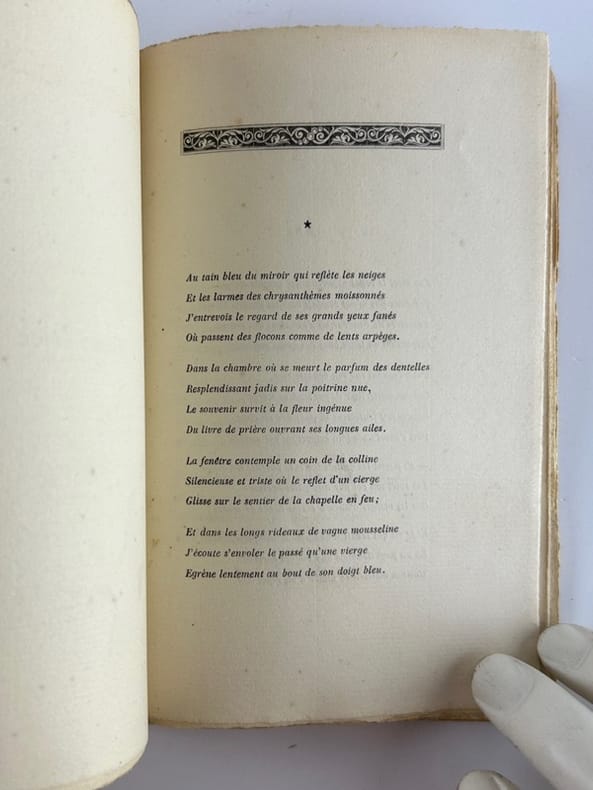 Au tain bleu du miroir qui reflète les neiges
Et les larmes des chrysanthèmes moissonnés
J'entrevois le regard de ses grands yeux fanés
Où passent des flocons comme de lents arpèges.
Dans la chambre où se meurt le parfum des dentelles
Resplendissant jadis sur la poitrine nue,
Le souvenir survit à la fleur ingénue
Du livre de prière ouvrant ses longues ailes.
La fenêtre contemple un coin de la colline
Silencieuse et triste où le reflet d'un cierge
Glisse sur le sentier de la chapelle en feu;
Et dans les longs rideaux de vague mousseline
J'écoute s'envoler le passé qu'une vierge
Egrène lentement au bout de son doigt bleu.